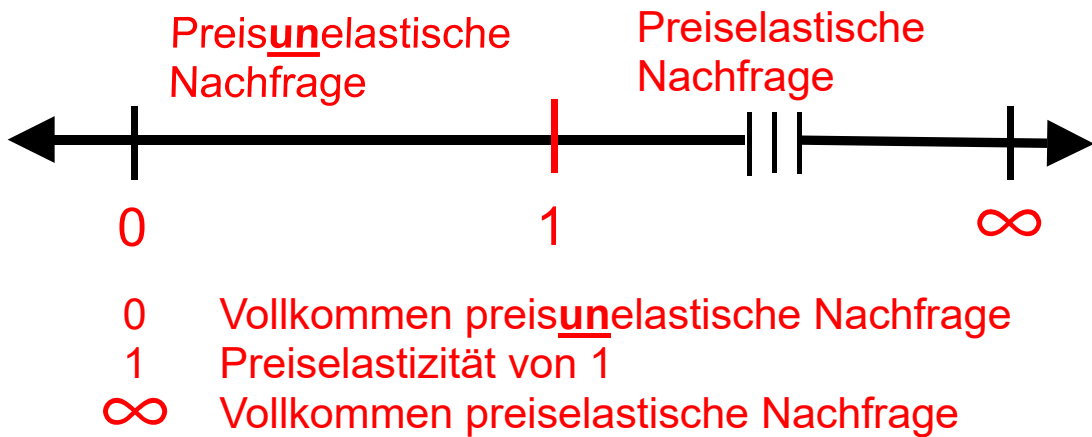 Preisunelastische
Nachfrage
Preiselastische
Nachfrage
0 1 ∞
0 Vollkommen preisunelastische Nachfrage
1 Preiselastizität von 1
∞ Vollkommen preiselastische Nachfrage